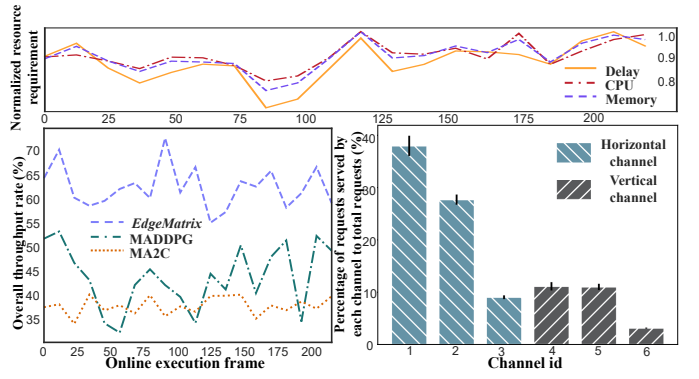 Normalized resource
requirement
1.0
0.9
0.8
Delay
CPU
Memory
0 25 50 75 100 125 150 175 200
Overall throughput rate (%)
70
65
60
55
50
45
40
35
EdgeMatrix
MADDPG
MA2C
0 25 50 75 100 125 150 175 200
Online execution frame
Percentage of requests served by
each channel to total requests (%)
40
30
20
10
0
Horizontal
channel
Vertical
channel
1 2 3 4 5 6
Channel id